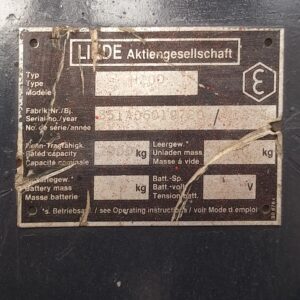 LINDE Aktiengesellschaft
Typ
Type
Modele
Fabrik-Nr./Bj.
Serial no./year
No. de série/année
/
Nenn-Tragfähigk. kg
Rated capacity
Capacité nominale
Leergew.* kg
Unladen mass
Masse à vide
Battery mass kg
Masse batterie
Batt.-Sp. V
Batt.-volt.
Tension batt.
*s. Betriebsanl. / see Operating instructions / voir Mode d'emploi